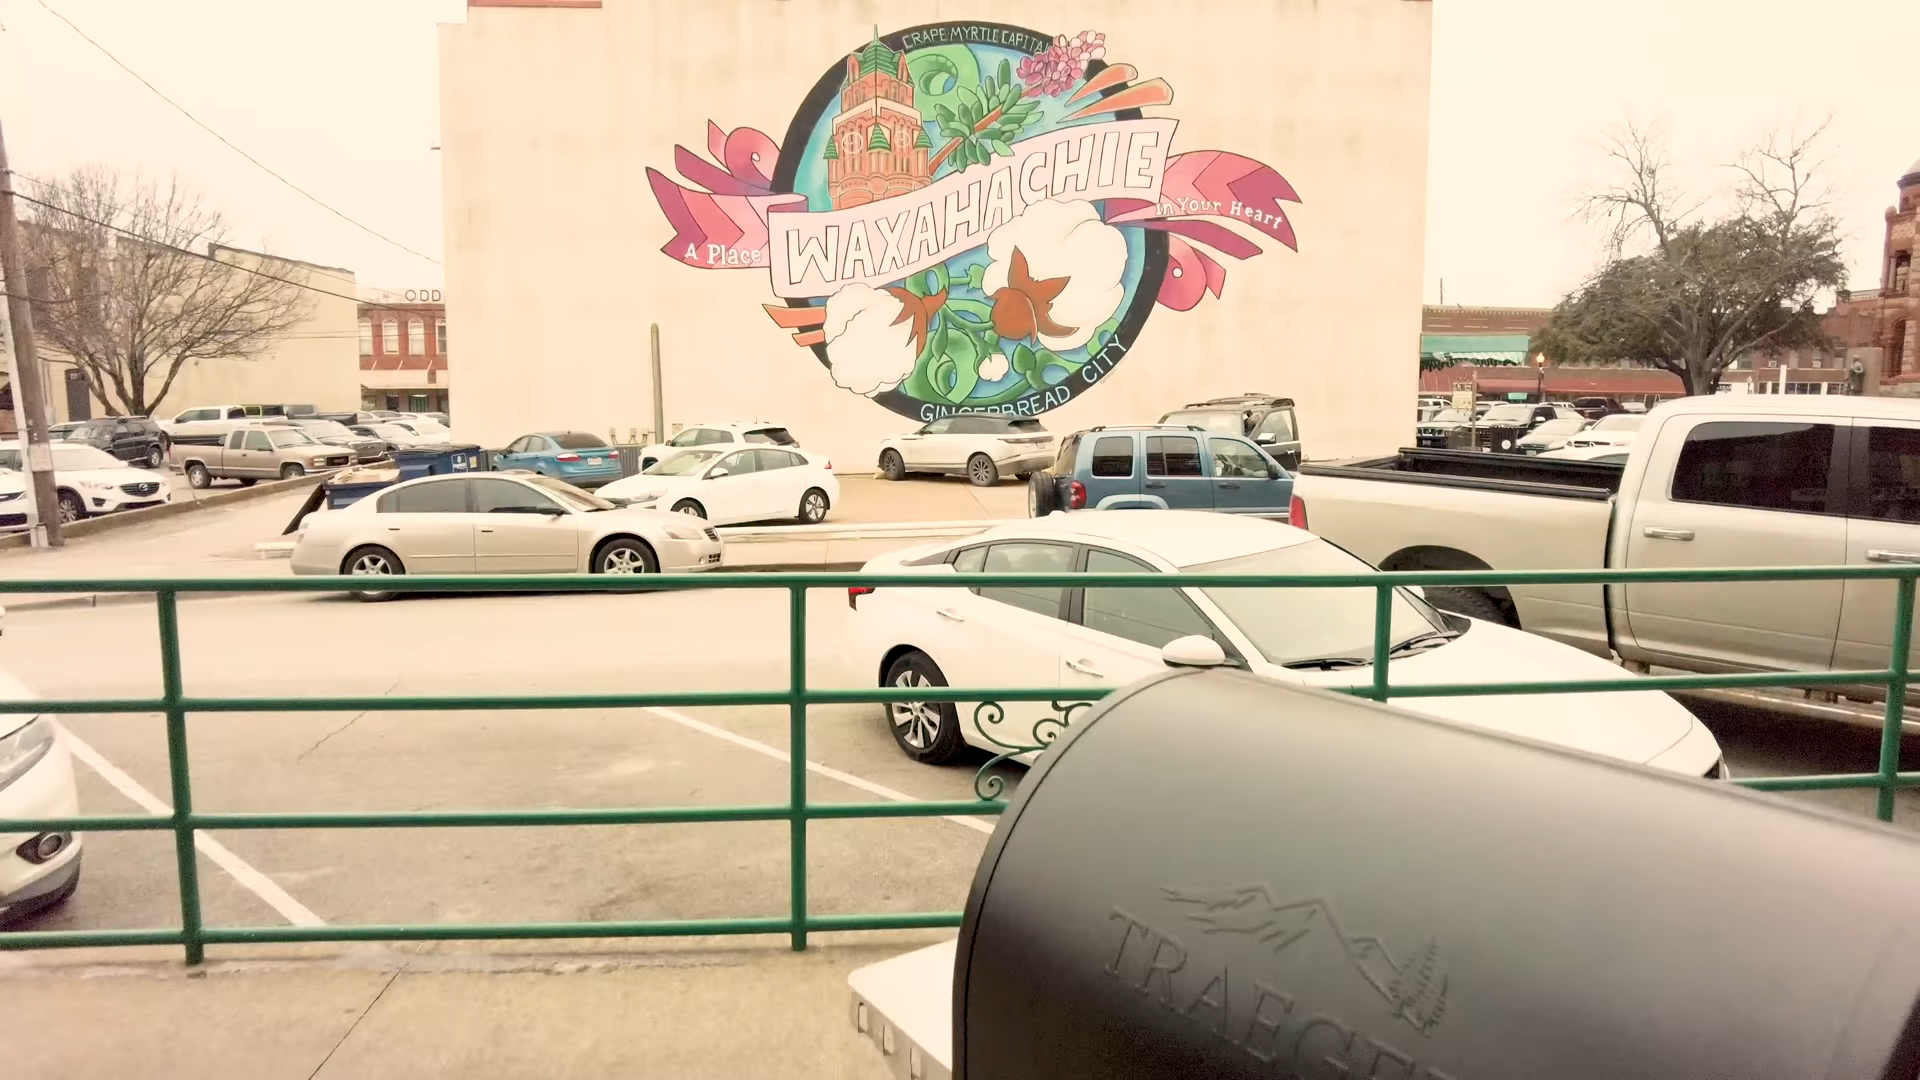 CRAPE MYRTLE CAPITAL
WAXAHACHIE
A Place
in Your Heart
GINGERBREAD CITY
ODD
TRAEGER